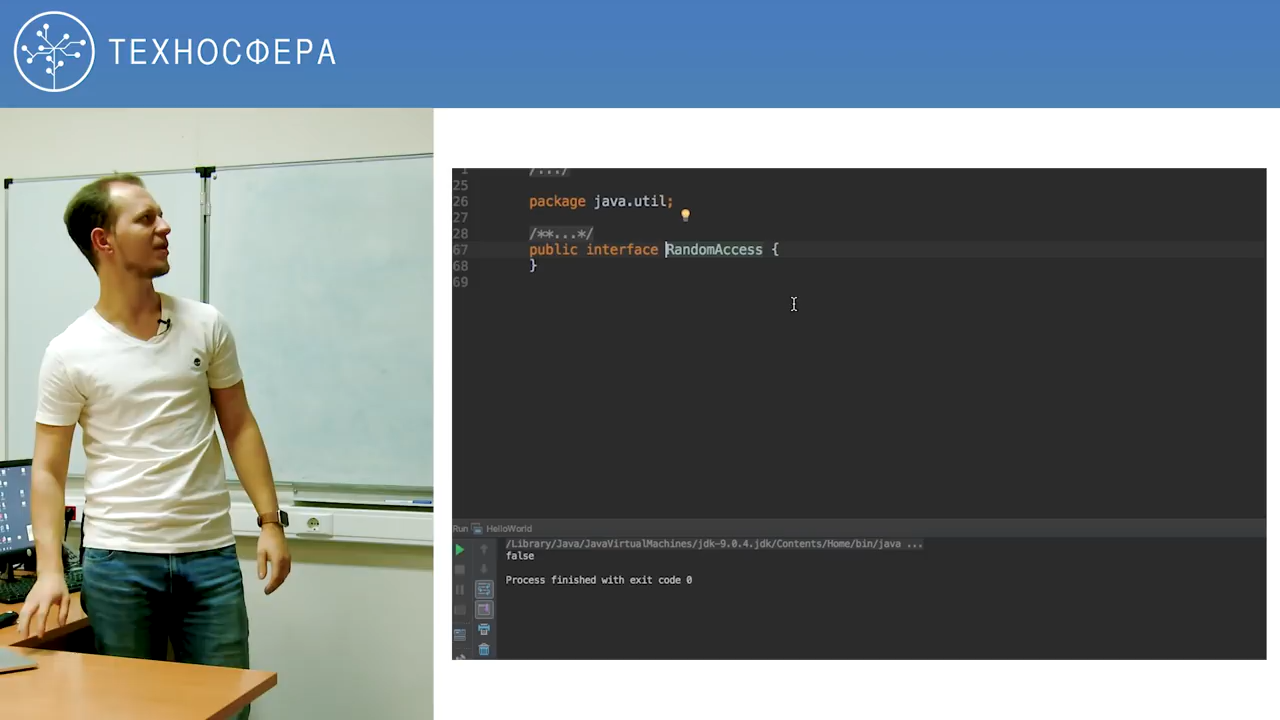 ТЕХНОСФЕРА
1 /.../
25
26 package java.util;
27
28 /**...*/
67 public interface RandomAccess {
68 }
69
Run HelloWorld
/Library/Java/JavaVirtualMachines/jdk-9.0.4.jdk/Contents/Home/bin/java ...
false
Process finished with exit code 0